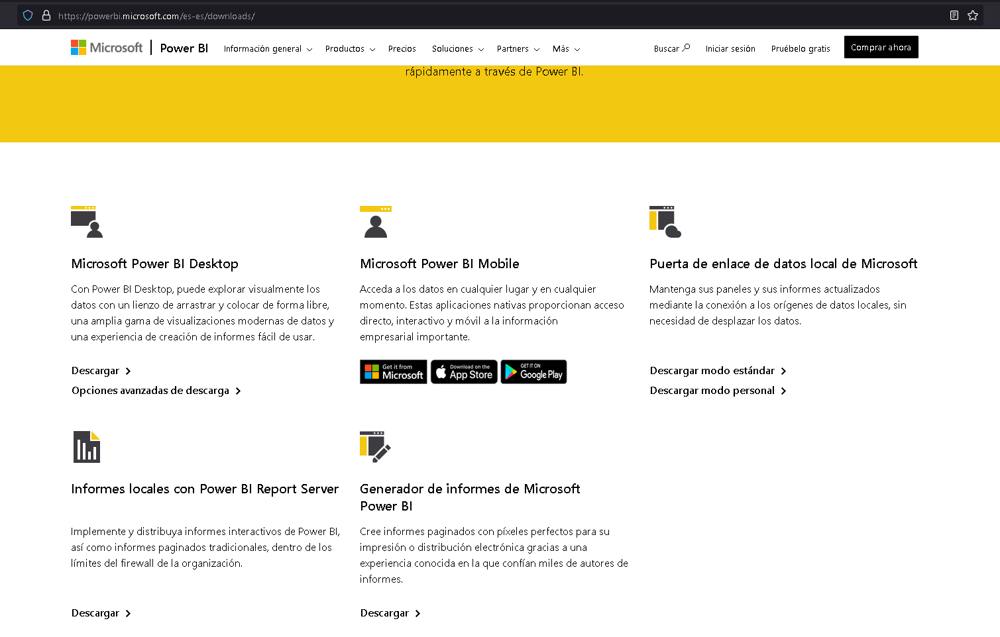 https://powerbi.microsoft.com/es-es/downloads/
Microsoft Power BI Información general Productos Precios Soluciones Partners Más Buscar Iniciar sesión Pruébelo gratis Comprar ahora
rápidamente a través de Power BI.
Microsoft Power BI Desktop
Con Power BI Desktop, puede explorar visualmente los
datos con un lienzo de arrastrar y colocar de forma libre,
una amplia gama de visualizaciones modernas de datos y
una experiencia de creación de informes fácil de usar.
Descargar
Opciones avanzadas de descarga
Microsoft Power BI Mobile
Acceda a los datos en cualquier lugar y en cualquier
momento. Estas aplicaciones nativas proporcionan acceso
directo, interactivo y móvil a la información
empresarial importante.
Get it from
Microsoft
Download on the
App Store
GET IT ON
Google Play
Puerta de enlace de datos local de Microsoft
Mantenga sus paneles y sus informes actualizados
mediante la conexión a los orígenes de datos locales, sin
necesidad de desplazar los datos.
Descargar modo estándar
Descargar modo personal
Informes locales con Power BI Report Server
Implemente y distribuya informes interactivos de Power BI,
así como informes paginados tradicionales, dentro de los
límites del firewall de la organización.
Descargar
Generador de informes de Microsoft
Power BI
Cree informes paginados con píxeles perfectos para su
impresión o distribución electrónica gracias a una
experiencia conocida en la que confían miles de autores de
informes.
Descargar